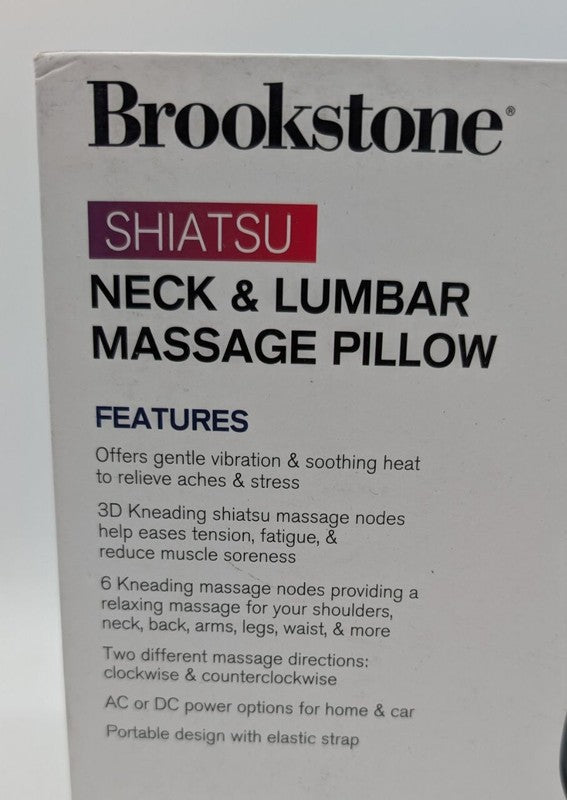 Brookstone®
SHIATSU
NECK & LUMBAR
MASSAGE PILLOW
FEATURES
Offers gentle vibration & soothing heat
to relieve aches & stress
3D Kneading shiatsu massage nodes
help eases tension, fatigue, &
reduce muscle soreness
6 Kneading massage nodes providing a
relaxing massage for your shoulders,
neck, back, arms, legs, waist, & more
Two different massage directions:
clockwise & counterclockwise
AC or DC power options for home & car
Portable design with elastic strap